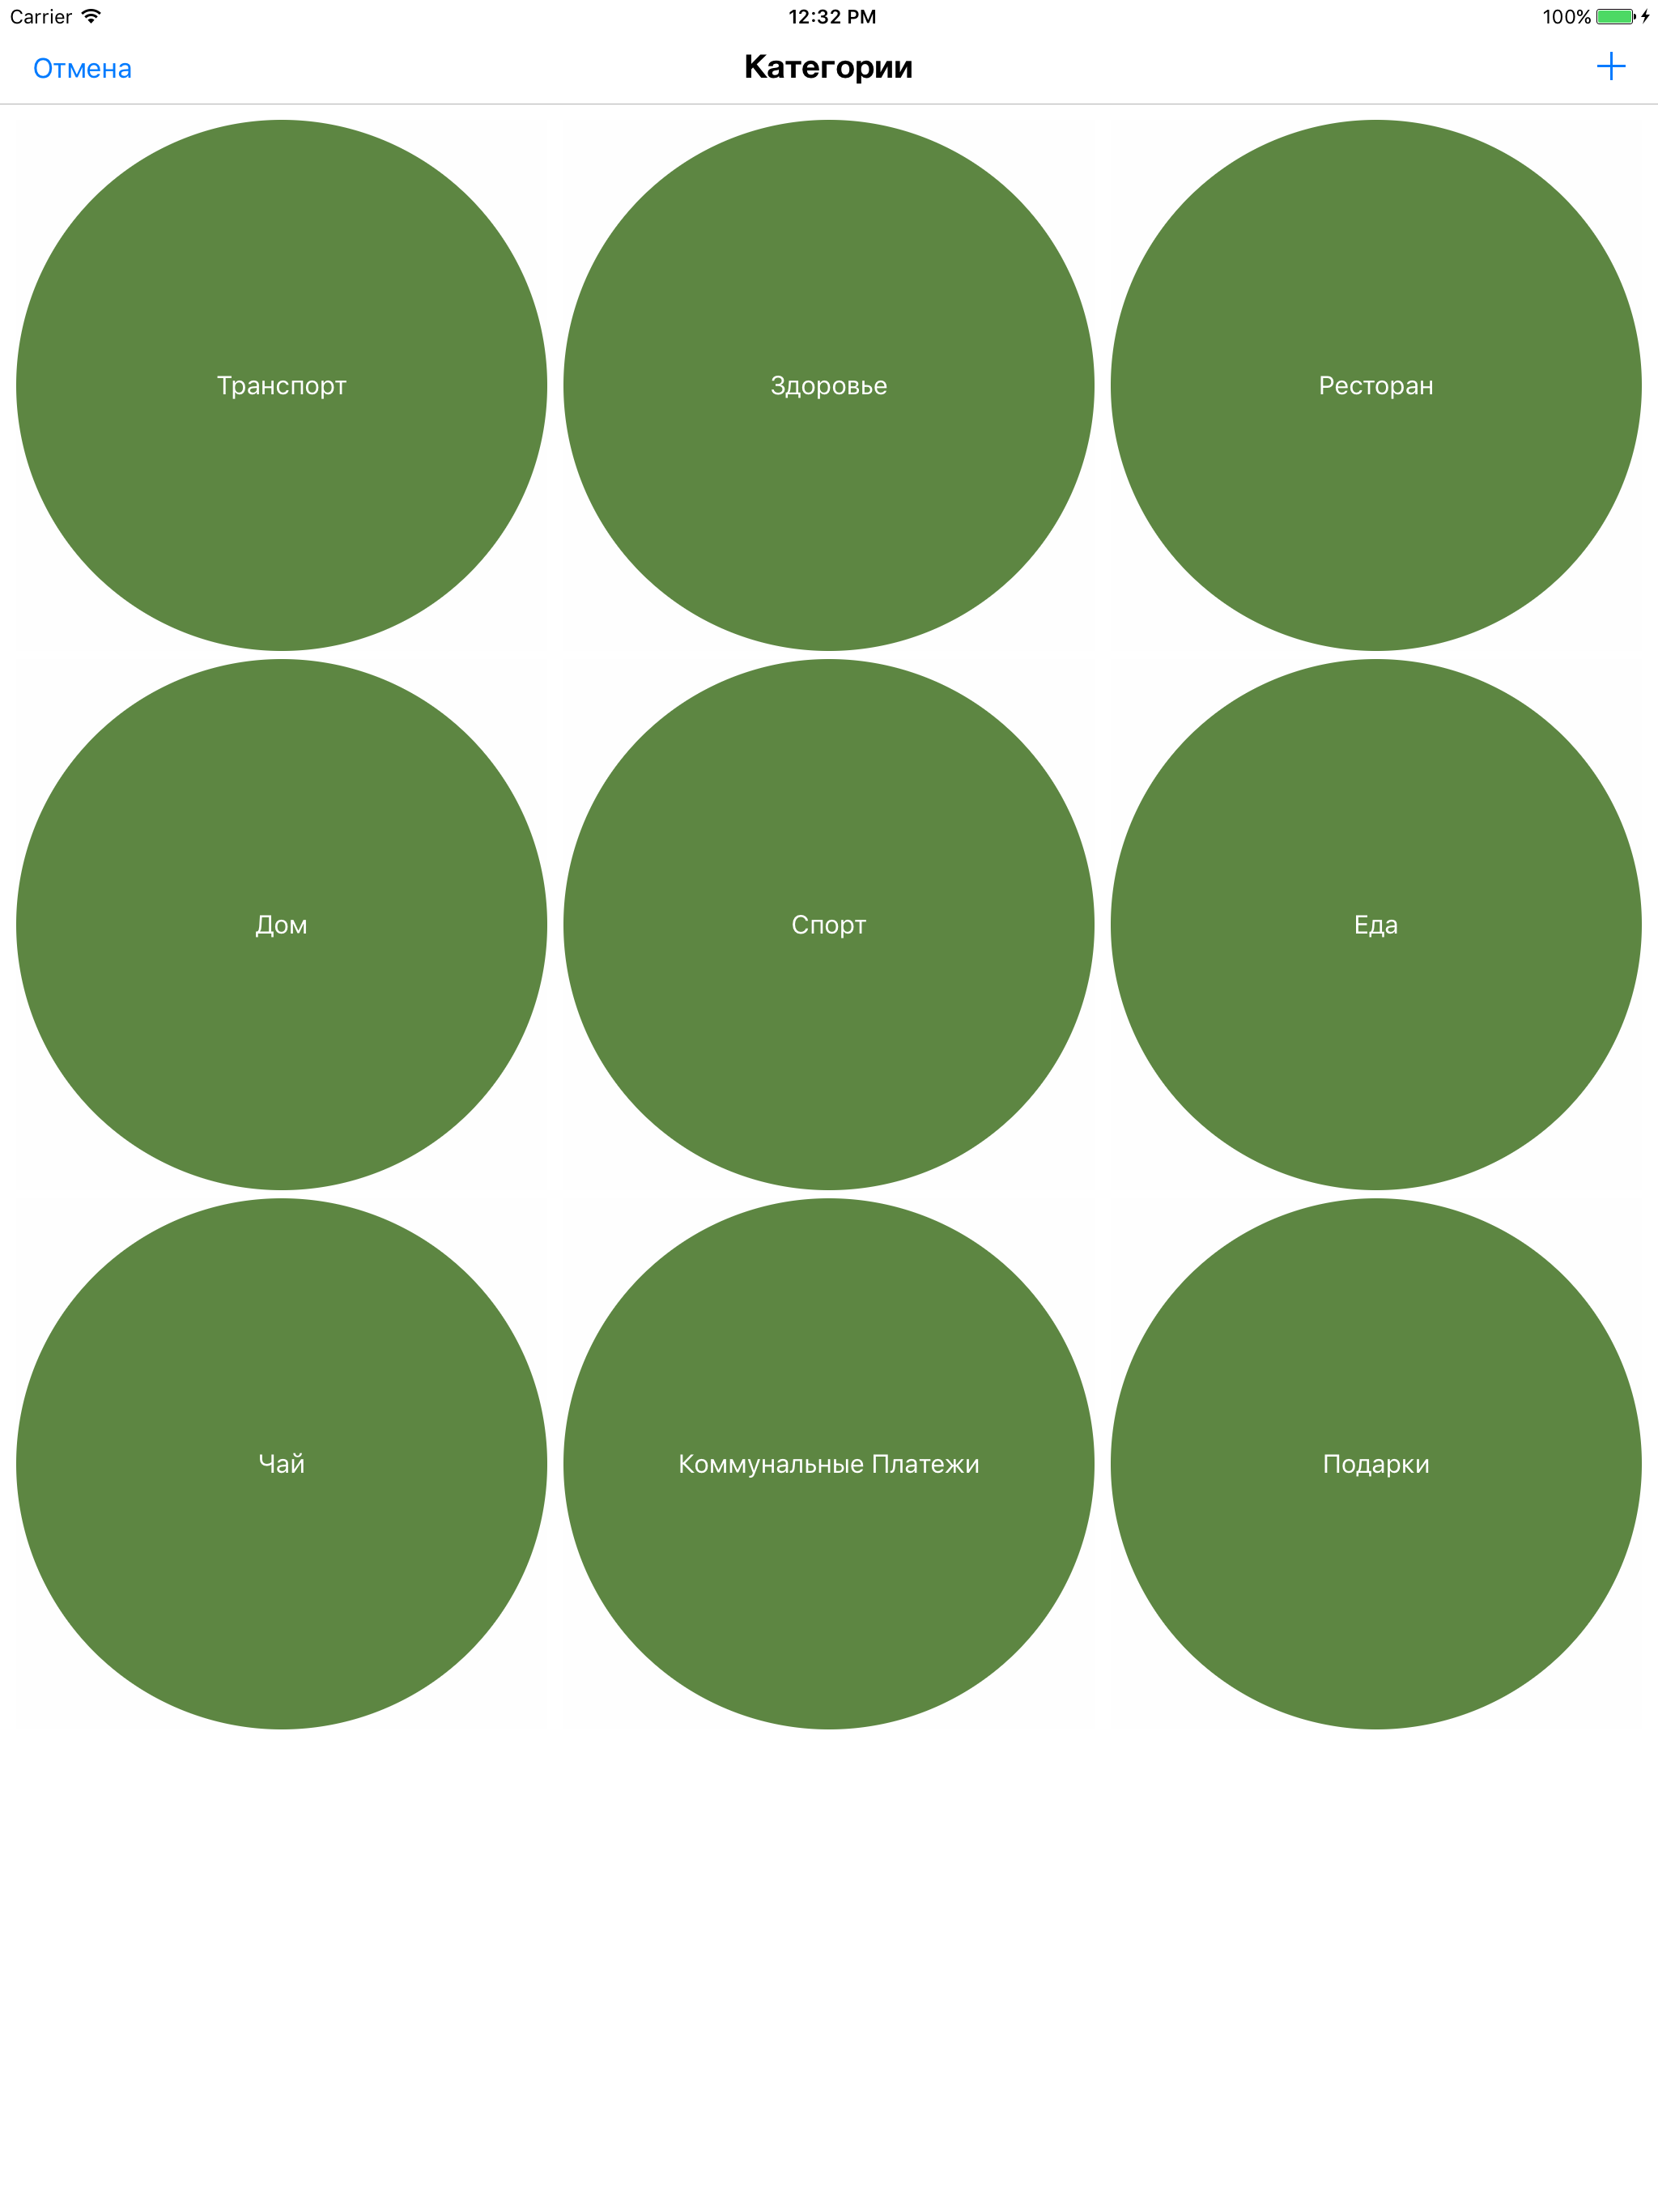 Carrier 12:32 PM 100%
Отмена Категории
Транспорт Здоровье Ресторан
Дом Спорт Еда
Чай Коммунальные Платежи Подарки